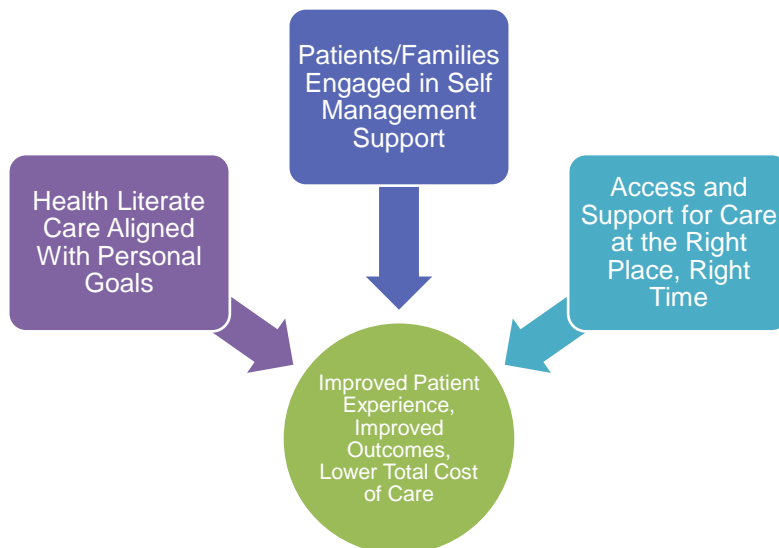 Patients/Families
Engaged in Self
Management
Support
Health Literate
Care Aligned
With Personal
Goals
Access and
Support for Care
at the Right
Place, Right
Time
Improved Patient
Experience,
Improved
Outcomes,
Lower Total Cost
of Care